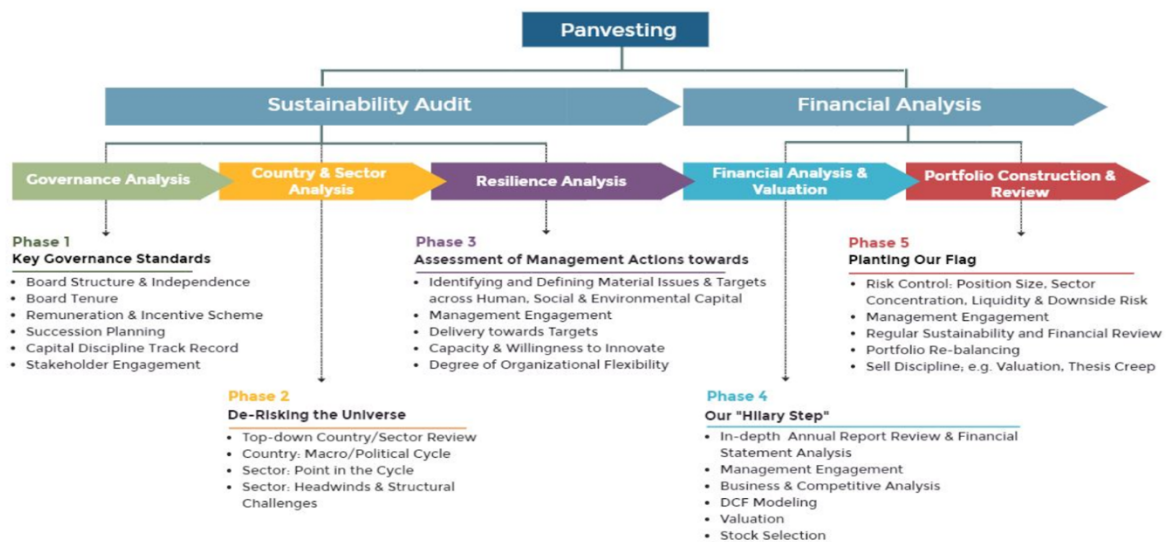 Panvesting
Sustainability Audit
Financial Analysis
Governance Analysis
Country & Sector
Analysis
Resilience Analysis
Financial Analysis &
Valuation
Portfolio Construction &
Review
Phase 1
Key Governance Standards
• Board Structure & Independence
• Board Tenure
• Remuneration & Incentive Scheme
• Succession Planning
• Capital Discipline Track Record
• Stakeholder Engagement
Phase 2
De-Risking the Universe
• Top-down Country/Sector Review
• Country: Macro/Political Cycle
• Sector: Point in the Cycle
• Sector: Headwinds & Structural
Challenges
Phase 3
Assessment of Management Actions towards
• Identifying and Defining Material Issues & Targets
across Human, Social & Environmental Capital
• Management Engagement
• Delivery towards Targets
• Capacity & Willingness to Innovate
• Degree of Organizational Flexibility
Phase 4
Our "Hilary Step"
• In-depth Annual Report Review & Financial
Statement Analysis
• Management Engagement
• Business & Competitive Analysis
• DCF Modeling
• Valuation
• Stock Selection
Phase 5
Planting Our Flag
• Risk Control: Position Size, Sector
Concentration, Liquidity & Downside Risk
• Management Engagement
• Regular Sustainability and Financial Review
• Portfolio Re-balancing
• Sell Discipline; e.g. Valuation, Thesis Creep